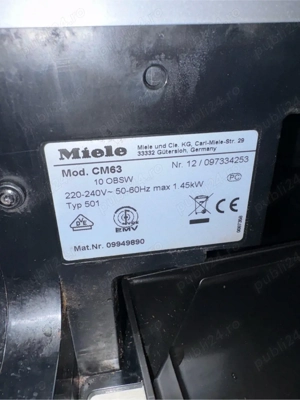 Miele
Miele und Cie. KG, Carl-Miele-Str. 29
33332 Gütersloh, Germany
Mod. CM63
Nr. 12 / 097334253
10 OBSW
220-240V~ 50-60Hz max 1.45kW
Typ 501
PC
EMV
Mat.Nr. 09949890